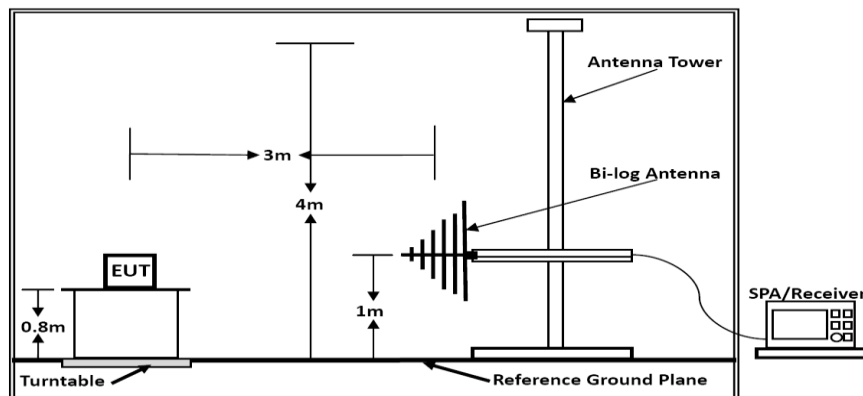 Antenna Tower
3m
Bi-log Antenna
4m
EUT
1m
SPA/Receiver
0.8m
Turntable
Reference Ground Plane